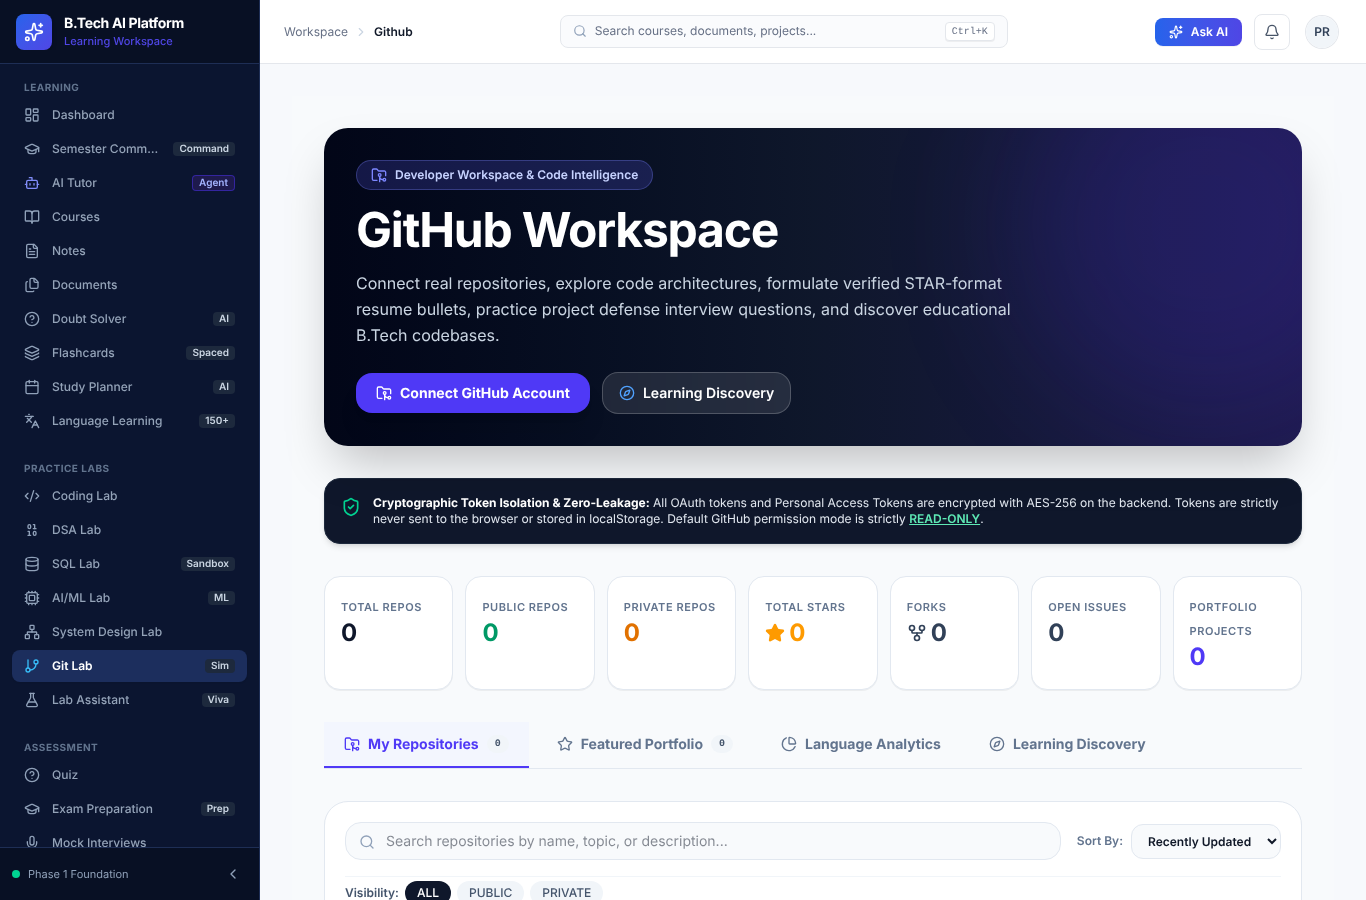 B.Tech AI Platform
Learning Workspace
LEARNING
Dashboard
Semester Comm... Command
AI Tutor Agent
Courses
Notes
Documents
Doubt Solver AI
Flashcards Spaced
Study Planner AI
Language Learning 150+
PRACTICE LABS
Coding Lab
DSA Lab
SQL Lab Sandbox
AI/ML Lab ML
System Design Lab
Git Lab Sim
Lab Assistant Viva
ASSESSMENT
Quiz
Exam Preparation Prep
Mock Interviews
Phase 1 Foundation
Workspace > Github
Search courses, documents, projects... Ctrl+K
Ask AI
PR
Developer Workspace & Code Intelligence
GitHub Workspace
Connect real repositories, explore code architectures, formulate verified STAR-format
resume bullets, practice project defense interview questions, and discover educational
B.Tech codebases.
Connect GitHub Account
Learning Discovery
Cryptographic Token Isolation & Zero-Leakage: All OAuth tokens and Personal Access Tokens are encrypted with AES-256 on the backend. Tokens are strictly
never sent to the browser or stored in localStorage. Default GitHub permission mode is strictly READ-ONLY.
TOTAL REPOS
0
PUBLIC REPOS
0
PRIVATE REPOS
0
TOTAL STARS
0
FORKS
0
OPEN ISSUES
0
PORTFOLIO
PROJECTS
0
My Repositories 0
Featured Portfolio 0
Language Analytics
Learning Discovery
Search repositories by name, topic, or description...
Sort By: Recently Updated
Visibility: ALL PUBLIC PRIVATE